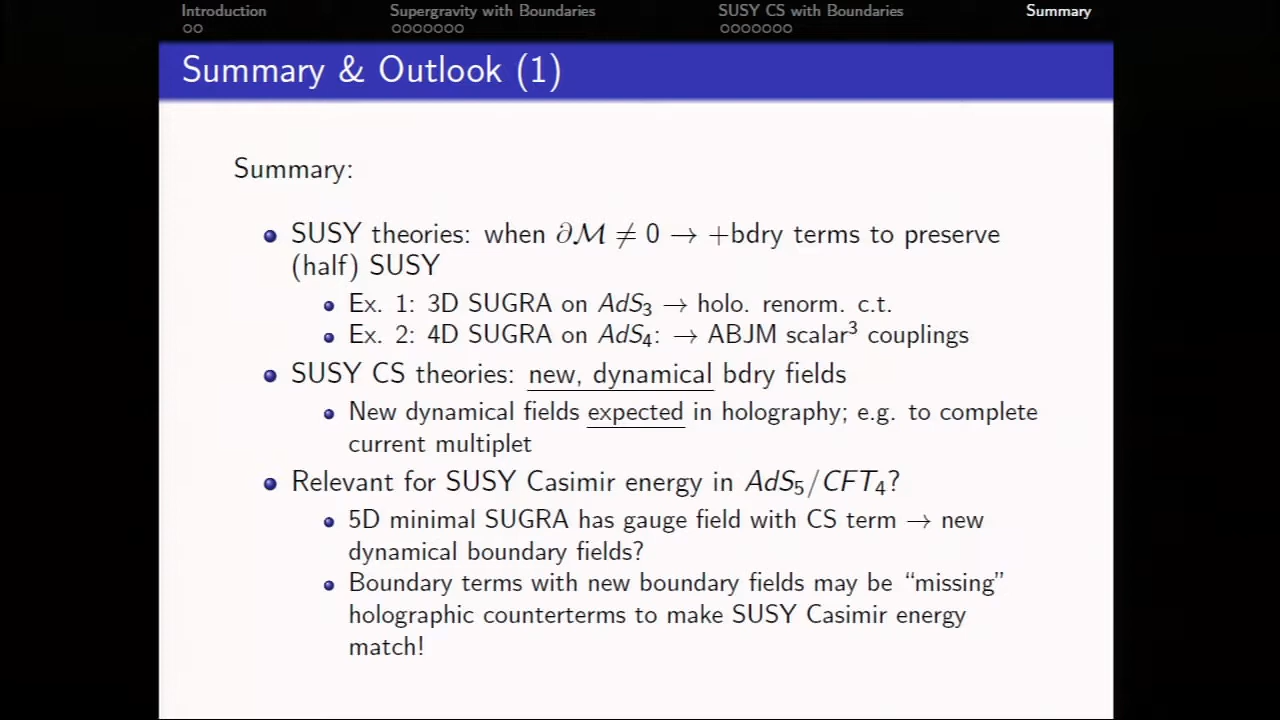 Introduction Supergravity with Boundaries SUSY CS with Boundaries Summary
Summary & Outlook (1)
Summary:
SUSY theories: when ∂ℳ ≠ 0 → +bdry terms to preserve
(half) SUSY
Ex. 1: 3D SUGRA on AdS₃ → holo. renorm. c.t.
Ex. 2: 4D SUGRA on AdS₄: → ABJM scalar³ couplings
SUSY CS theories: new, dynamical bdry fields
New dynamical fields expected in holography; e.g. to complete
current multiplet
Relevant for SUSY Casimir energy in AdS₅/CFT₄?
5D minimal SUGRA has gauge field with CS term → new
dynamical boundary fields?
Boundary terms with new boundary fields may be “missing”
holographic counterterms to make SUSY Casimir energy
match!